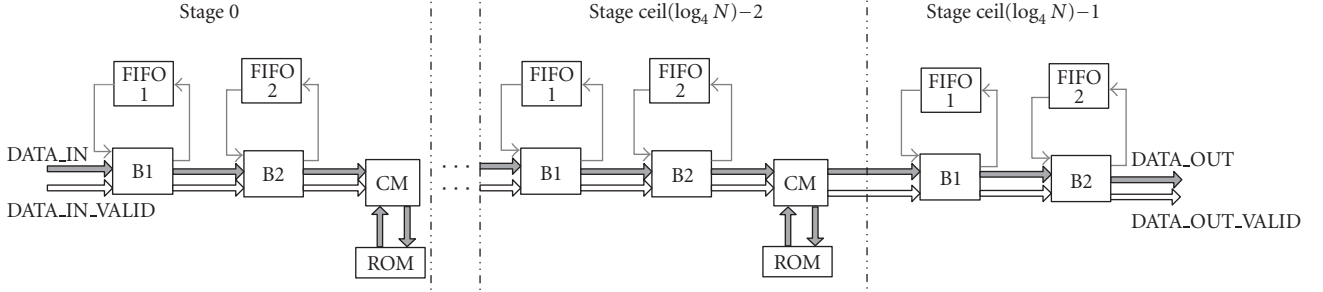 Stage 0
Stage ceil(log₄ N)−2
Stage ceil(log₄ N)−1
FIFO
1
FIFO
2
FIFO
1
FIFO
2
FIFO
1
FIFO
2
DATA_IN
B1
B2
CM
. . .
. . .
B1
B2
CM
B1
B2
DATA_OUT
DATA_IN_VALID
DATA_OUT_VALID
ROM
ROM